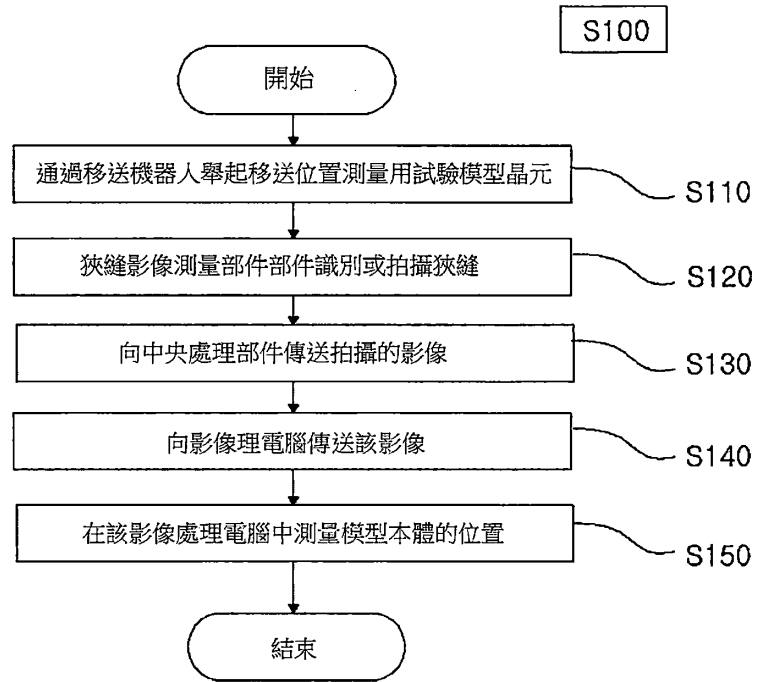 S100
開始
通過移送機器人舉起移送位置測量用試驗模型晶元
S110
狹縫影像測量部件部件識別或拍攝狹縫
S120
向中央處理部件傳送拍攝的影像
S130
向影像理電腦傳送該影像
S140
在該影像處理電腦中測量模型本體的位置
S150
結束